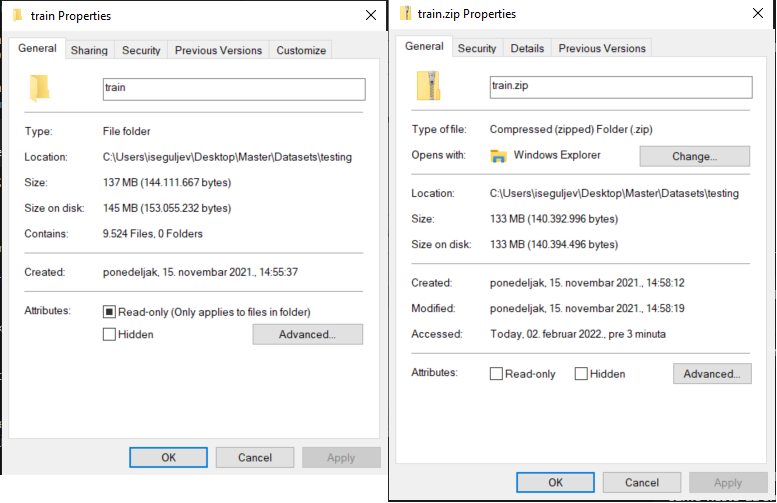 train Properties
General Sharing Security Previous Versions Customize
train
Type: File folder
Location: C:\Users\iseguljev\Desktop\Master\Datasets\testing
Size: 137 MB (144.111.667 bytes)
Size on disk: 145 MB (153.055.232 bytes)
Contains: 9.524 Files, 0 Folders
Created: ponedeljak, 15. novembar 2021., 14:55:37
Attributes: Read-only (Only applies to files in folder)
Hidden Advanced...
OK Cancel Apply
train.zip Properties
General Security Details Previous Versions
train.zip
Type of file: Compressed (zipped) Folder (.zip)
Opens with: Windows Explorer Change...
Location: C:\Users\iseguljev\Desktop\Master\Datasets\testing
Size: 133 MB (140.392.996 bytes)
Size on disk: 133 MB (140.394.496 bytes)
Created: ponedeljak, 15. novembar 2021., 14:58:12
Modified: ponedeljak, 15. novembar 2021., 14:58:19
Accessed: Today, 02. februar 2022., pre 3 minuta
Attributes: Read-only Hidden Advanced...
OK Cancel Apply